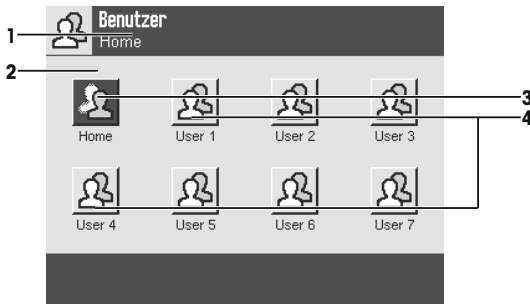 Benutzer
1 Home
2
3
4
Home User 1 User 2 User 3
User 4 User 5 User 6 User 7